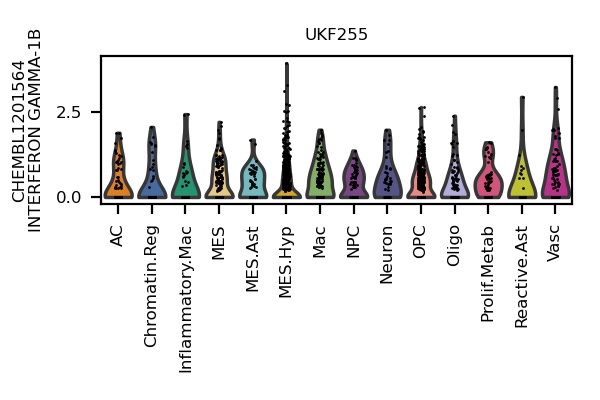 UKF255
CHEMBL1201564
INTERFERON GAMMA-1B
2.5
0.0
AC
Chromatin.Reg
Inflammatory.Mac
MES
MES.Ast
MES.Hyp
Mac
NPC
Neuron
OPC
Oligo
Prolif.Metab
Reactive.Ast
Vasc